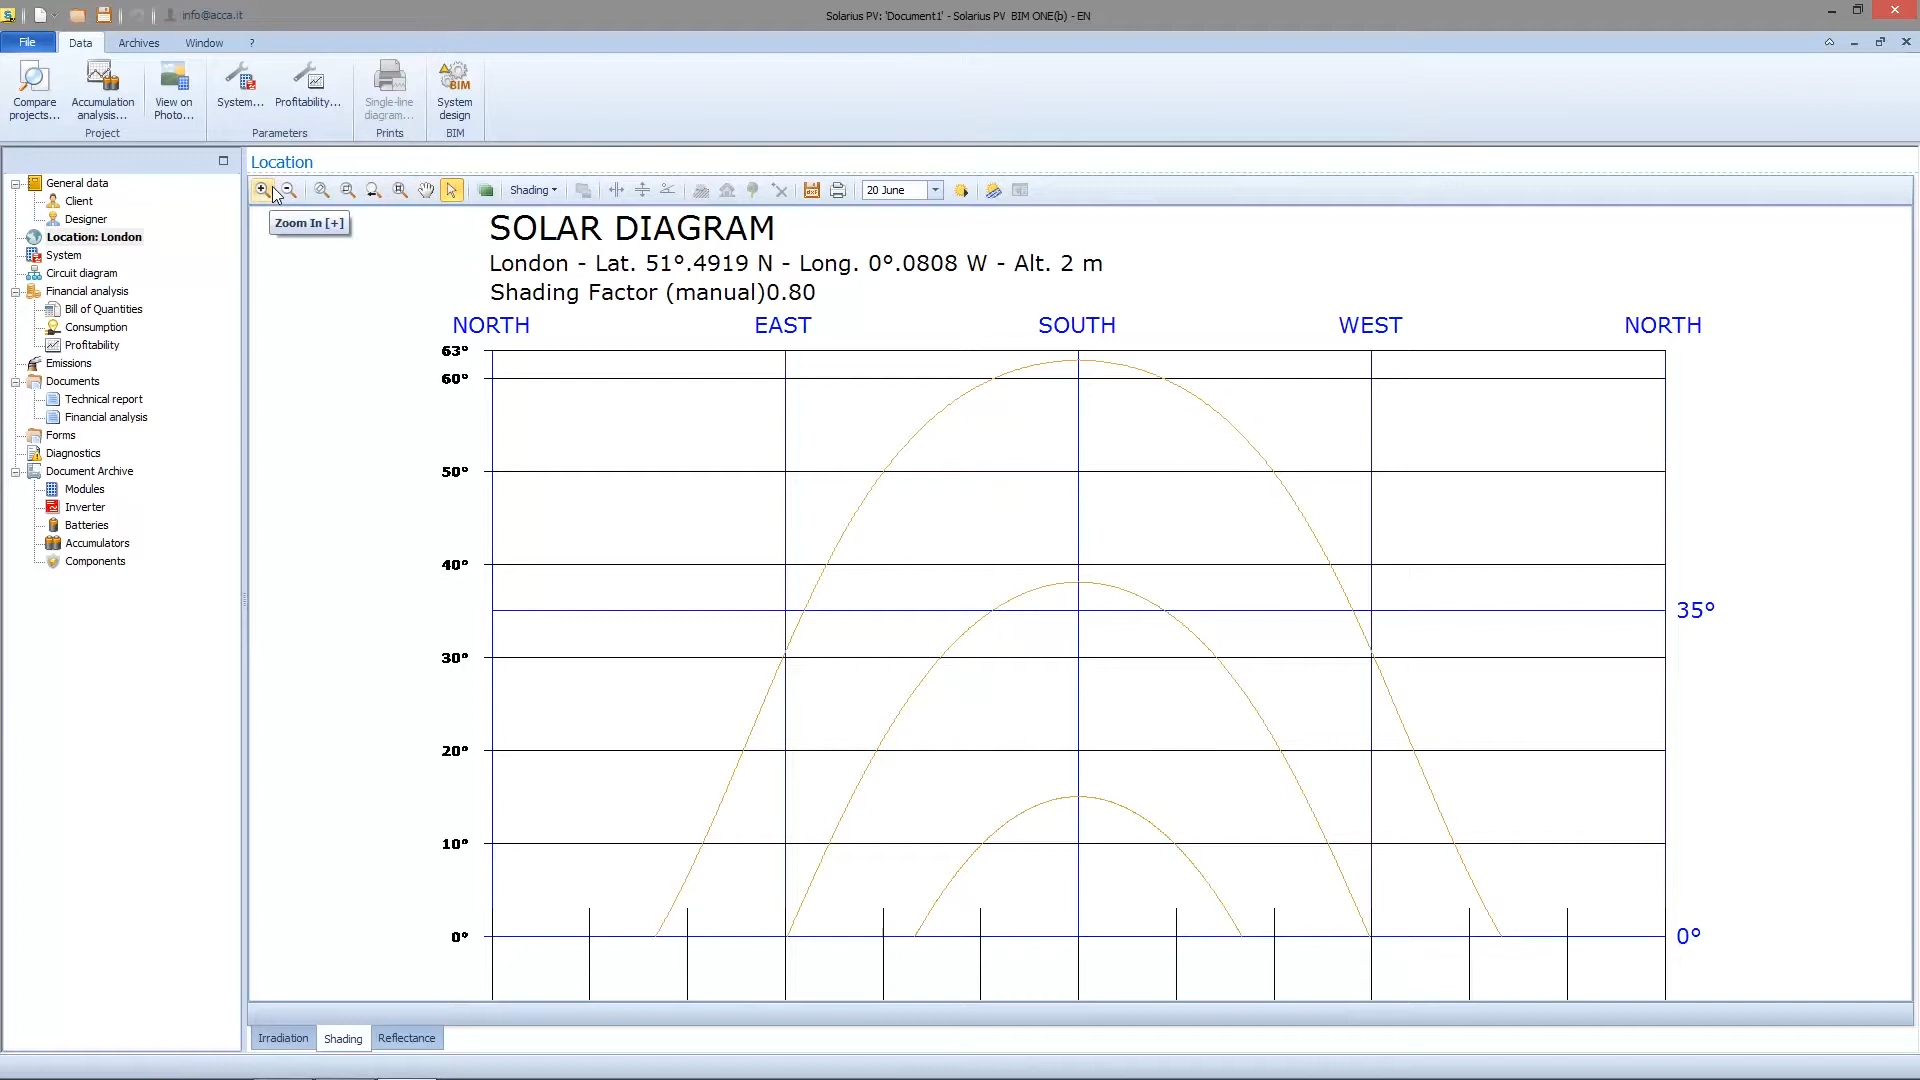 info@acca.it
Solarius PV: 'Document1' - Solarius PV BIM ONE(b) - EN
File Data Archives Window ?
Compare projects...
Accumulation analysis...
View on Photo...
System...
Profitability...
Single-line diagram...
System design
BIM
Project Parameters Prints BIM
Location
Shading 20 June
Zoom In [+]
General data
Client
Designer
Location: London
System
Circuit diagram
Financial analysis
Bill of Quantities
Consumption
Profitability
Emissions
Documents
Technical report
Financial analysis
Forms
Diagnostics
Document Archive
Modules
Inverter
Batteries
Accumulators
Components
SOLAR DIAGRAM
London - Lat. 51°.4919 N - Long. 0°.0808 W - Alt. 2 m
Shading Factor (manual)0.80
NORTH EAST SOUTH WEST NORTH
63°
60°
50°
40°
35°
30°
20°
10°
0° 0°
Irradiation Shading Reflectance